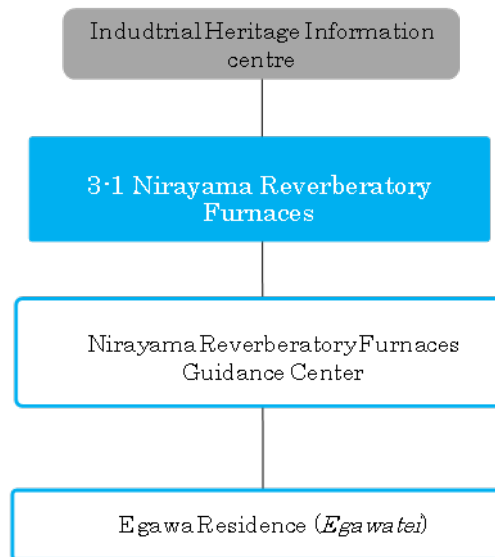 Indudtrial Heritage Information
centre
3-1 Nirayama Reverberatory
Furnaces
Nirayama Reverberatory Furnaces
Guidance Center
Egawa Residence (Egawatei)